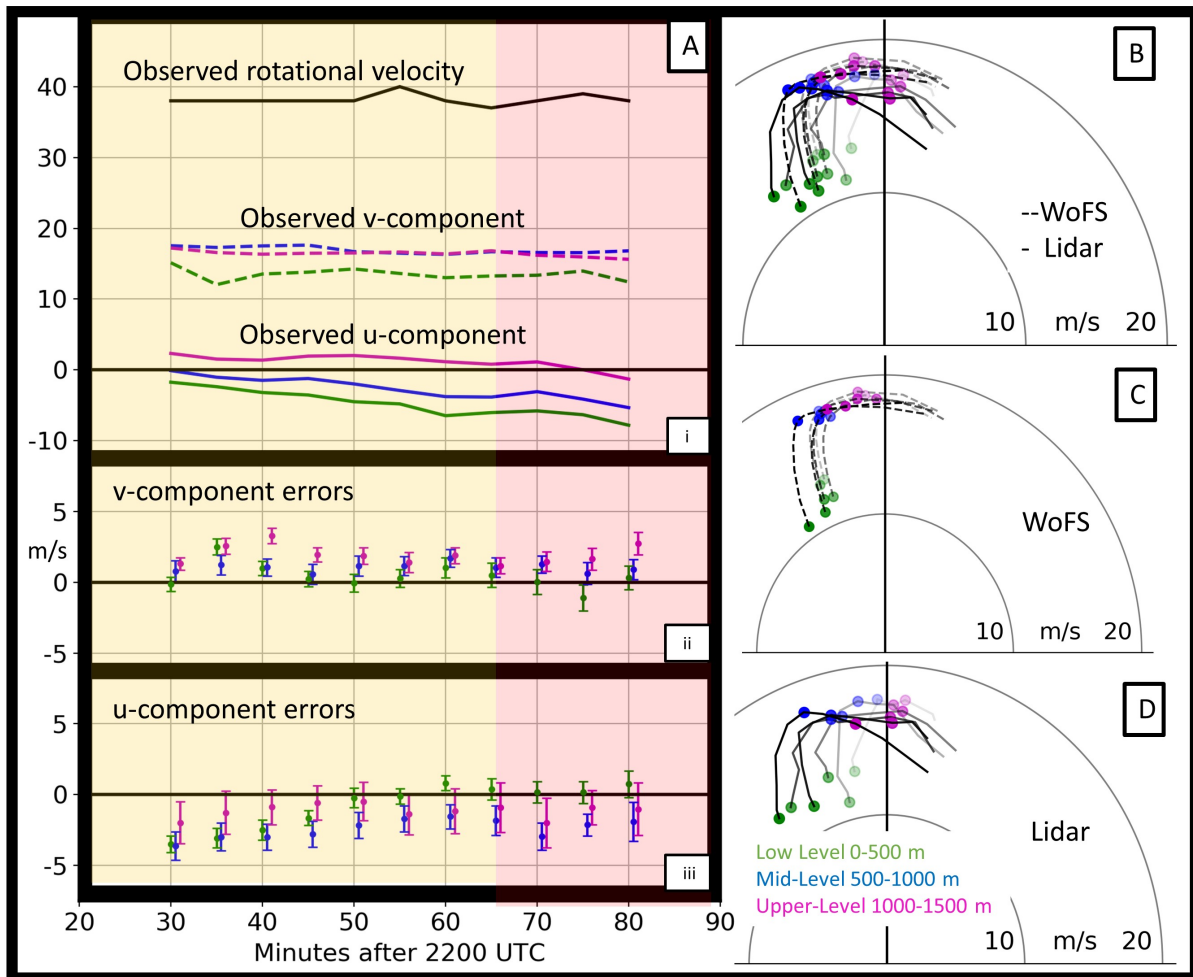 A
Observed rotational velocity
40
30
Observed v-component
20
10
Observed u-component
0
-10
i
v-component errors
5
m/s
0
-5
ii
u-component errors
5
0
-5
iii
20 30 40 50 60 70 80 90
Minutes after 2200 UTC
B
--WoFS
- Lidar
10 m/s 20
C
WoFS
10 m/s 20
D
Lidar
Low Level 0-500 m
Mid-Level 500-1000 m
Upper-Level 1000-1500 m
10 m/s 20